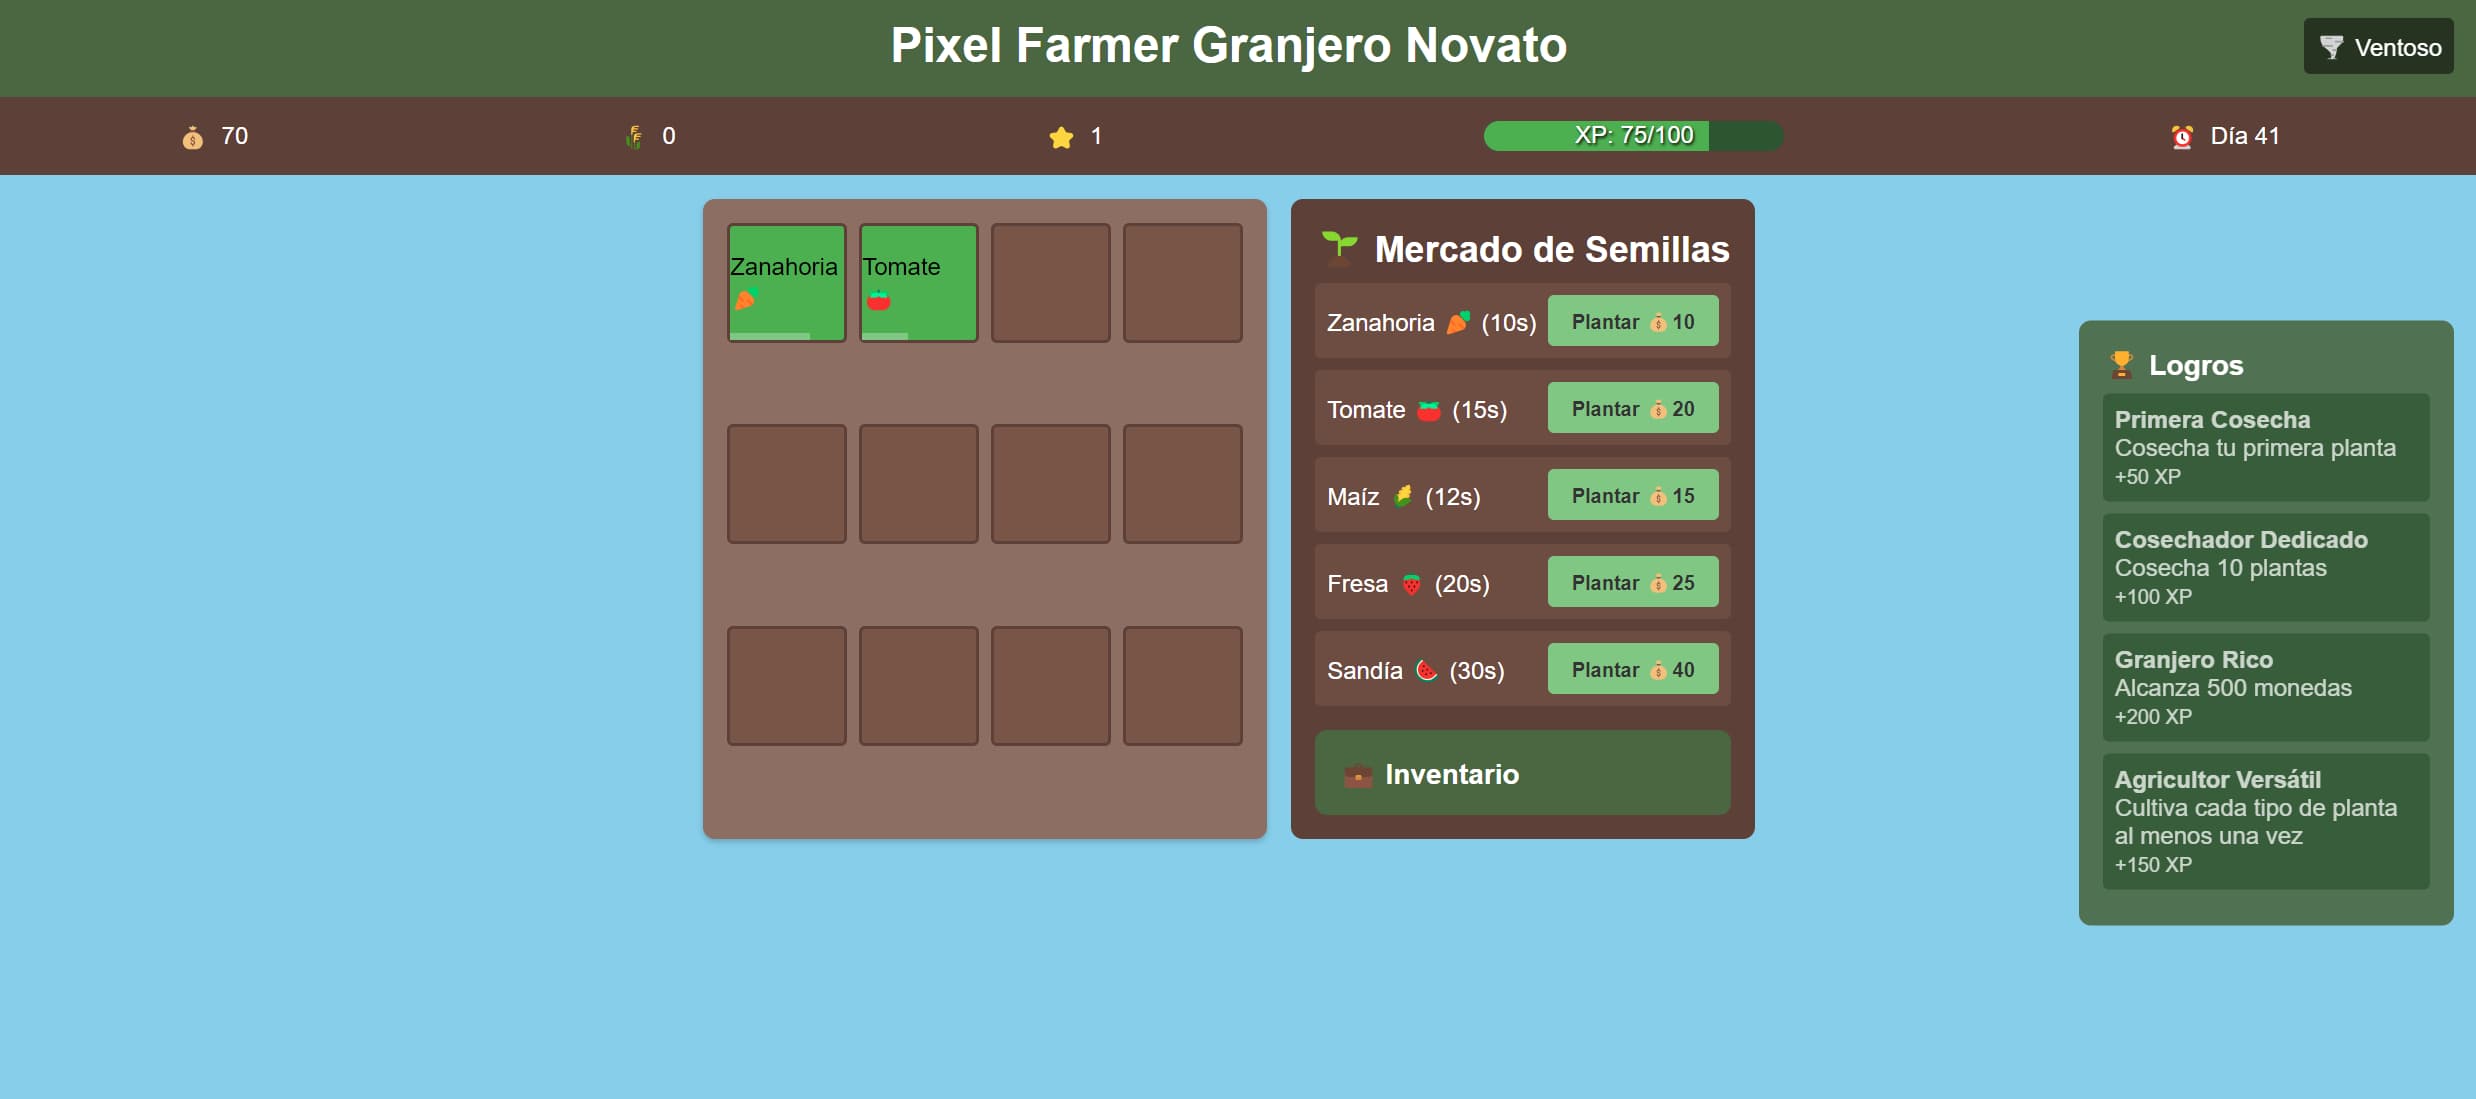 Pixel Farmer Granjero Novato
Ventoso
70
0
1
XP: 75/100
Día 41
Zanahoria
Tomate
Mercado de Semillas
Zanahoria (10s)
Plantar 10
Tomate (15s)
Plantar 20
Maíz (12s)
Plantar 15
Fresa (20s)
Plantar 25
Sandía (30s)
Plantar 40
Inventario
Logros
Primera Cosecha
Cosecha tu primera planta
+50 XP
Cosechador Dedicado
Cosecha 10 plantas
+100 XP
Granjero Rico
Alcanza 500 monedas
+200 XP
Agricultor Versátil
Cultiva cada tipo de planta
al menos una vez
+150 XP